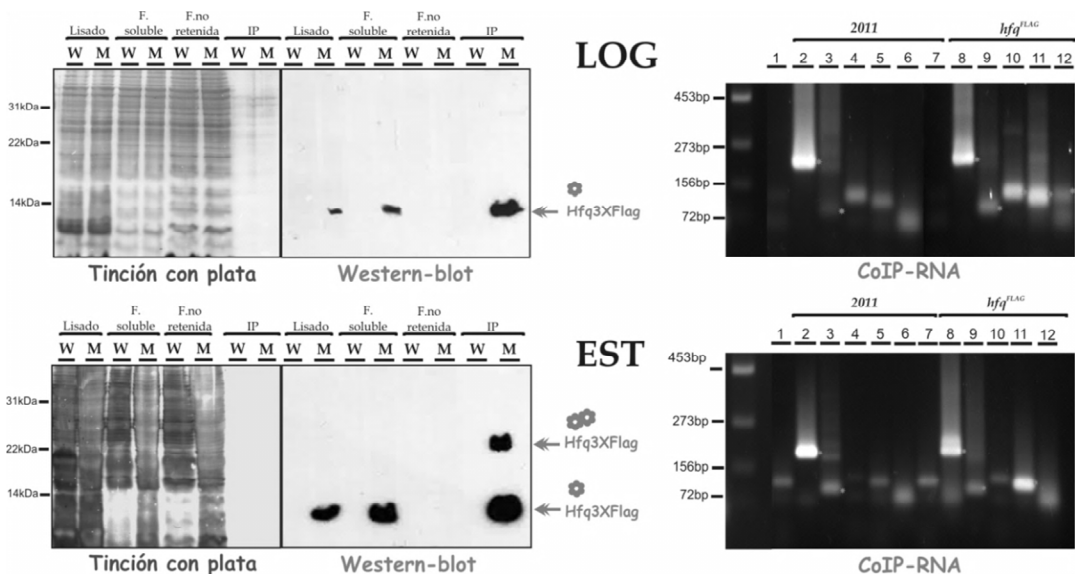 F.
F.no
Lisado
soluble
retenida
IP
W M W M W M W M
31kDa
22kDa
14kDa
Tinción con plata
F.
F.no
Lisado
soluble
retenida
IP
W M W M W M W M
Hfq3XFlag
Western-blot
LOG
2011
hfqFLAG
1 2 3 4 5 6 7 8 9 10 11 12
453bp
273bp
156bp
72bp
CoIP-RNA
F.
F.no
Lisado
soluble
retenida
IP
W M W M W M W M
31kDa
22kDa
14kDa
Tinción con plata
F.
F.no
Lisado
soluble
retenida
IP
W M W M W M W M
Hfq3XFlag
Hfq3XFlag
Western-blot
EST
2011
hfqFLAG
1 2 3 4 5 6 7 8 9 10 11 12
453bp
273bp
156bp
72bp
CoIP-RNA